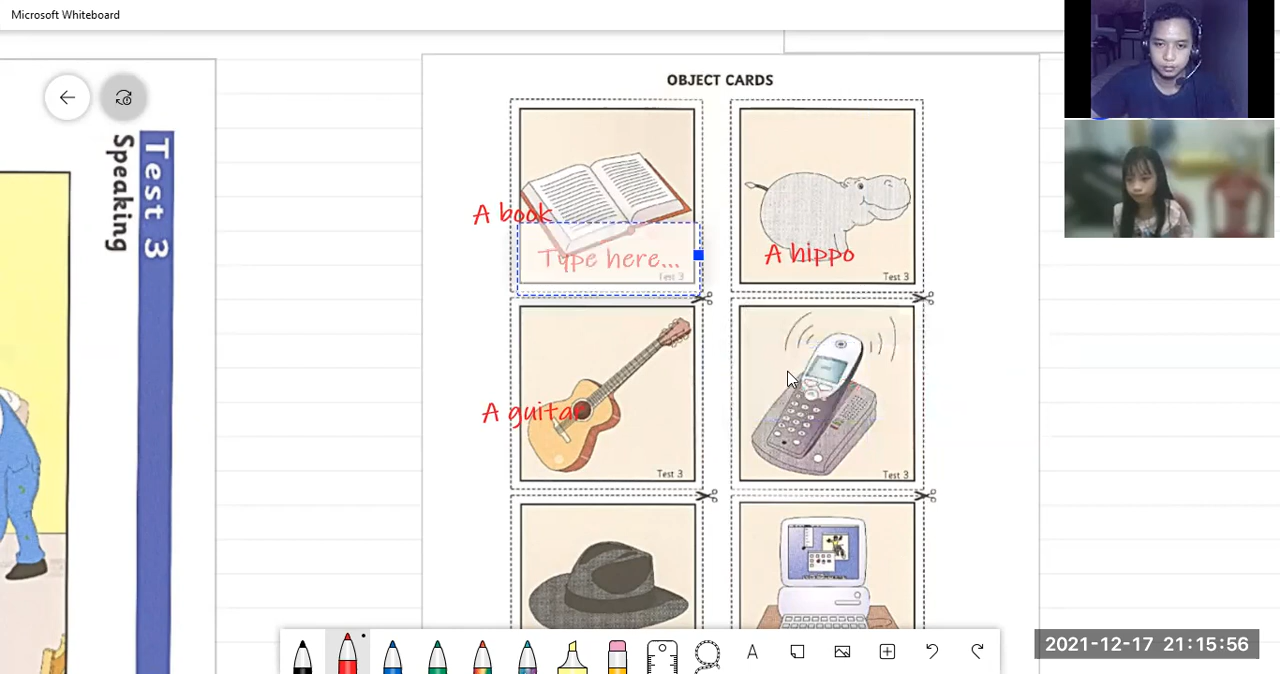 Microsoft Whiteboard
OBJECT CARDS
Test 3
Speaking
A book
Type here...
Test 3
A hippo
Test 3
A guitar
Test 3
Test 3
A
2021-12-17 21:15:56